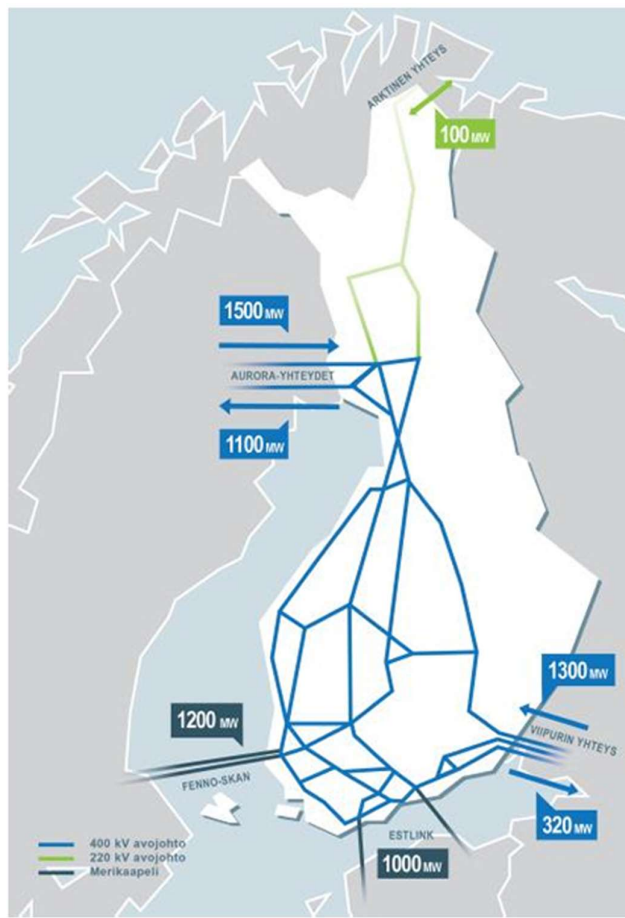 ARKTINEN YHTEYS
100 MW
1500 MW
AURORA-YHTEYDET
1100 MW
1300 MW
VIIPURIN YHTEYS
1200 MW
FENNO-SKAN
320 MW
ESTLINK
1000 MW
400 kV avojohto
220 kV avojohto
Merikaapeli